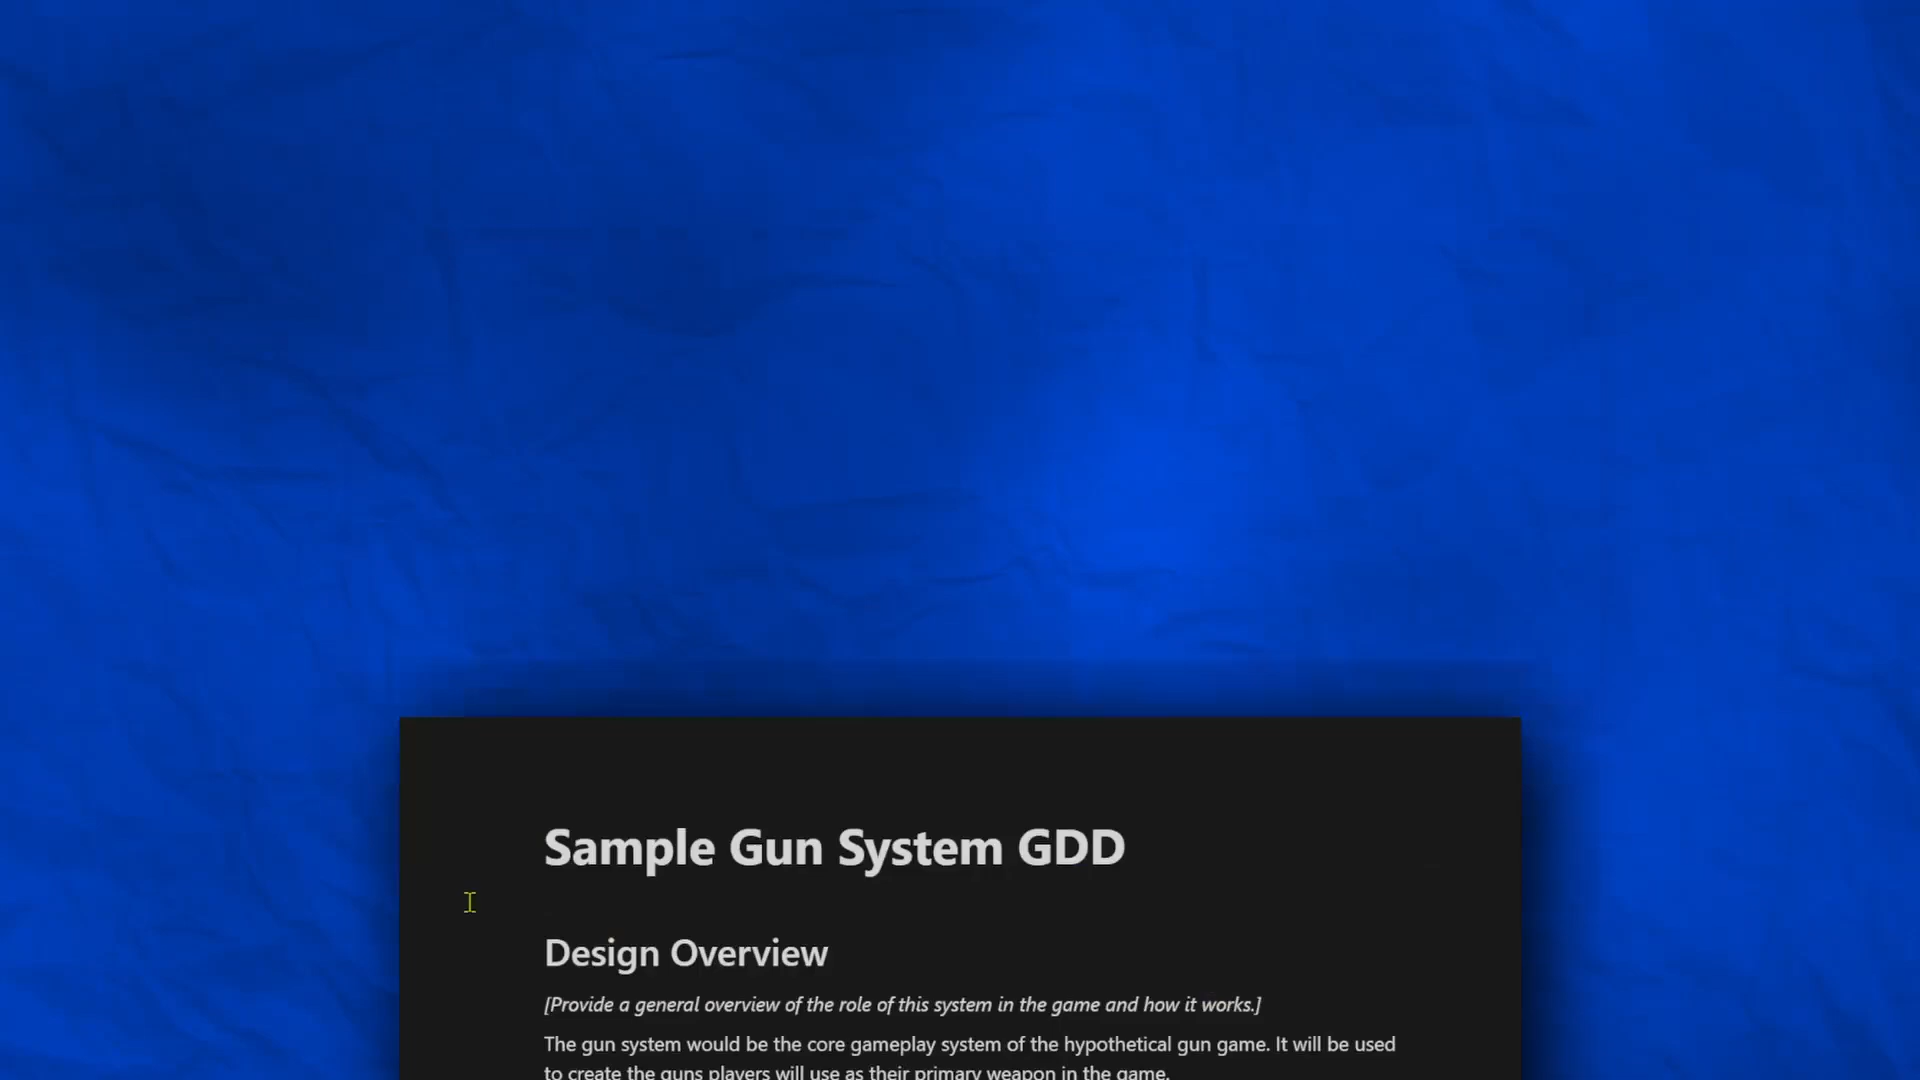 Sample Gun System GDD
Design Overview
[Provide a general overview of the role of this system in the game and how it works.]
The gun system would be the core gameplay system of the hypothetical gun game. It will be used
to create the guns players will use as their primary weapon in the game.